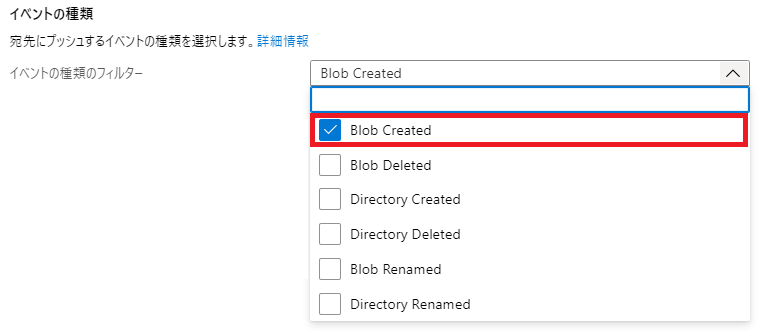 イベントの種類
宛先にプッシュするイベントの種類を選択します。詳細情報
イベントの種類のフィルター
Blob Created
Blob Created
Blob Deleted
Directory Created
Directory Deleted
Blob Renamed
Directory Renamed